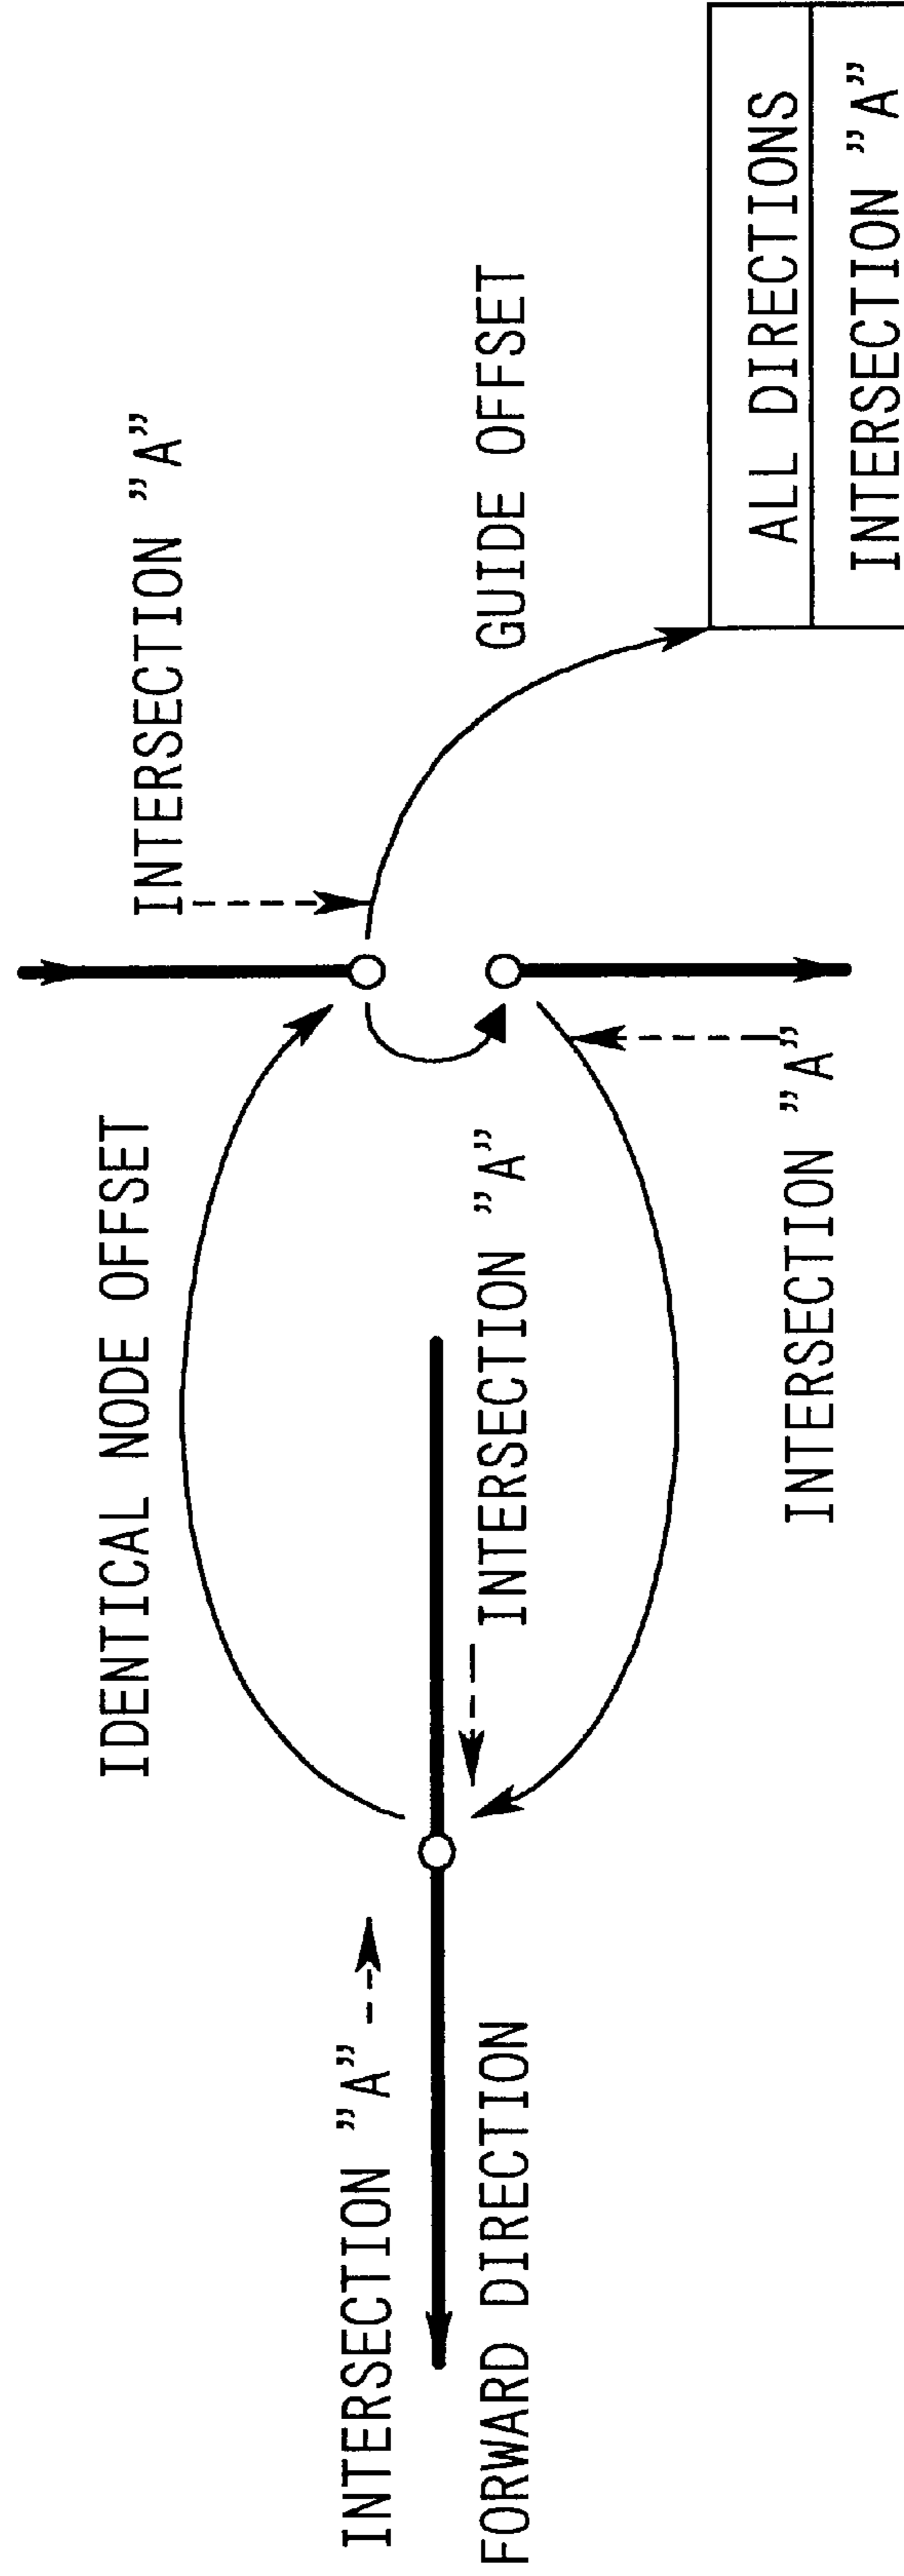 INTERSECTION "A"
FORWARD DIRECTION
IDENTICAL NODE OFFSET
INTERSECTION "A"
INTERSECTION "A"
INTERSECTION "A"
GUIDE OFFSET
ALL DIRECTIONS
INTERSECTION "A"